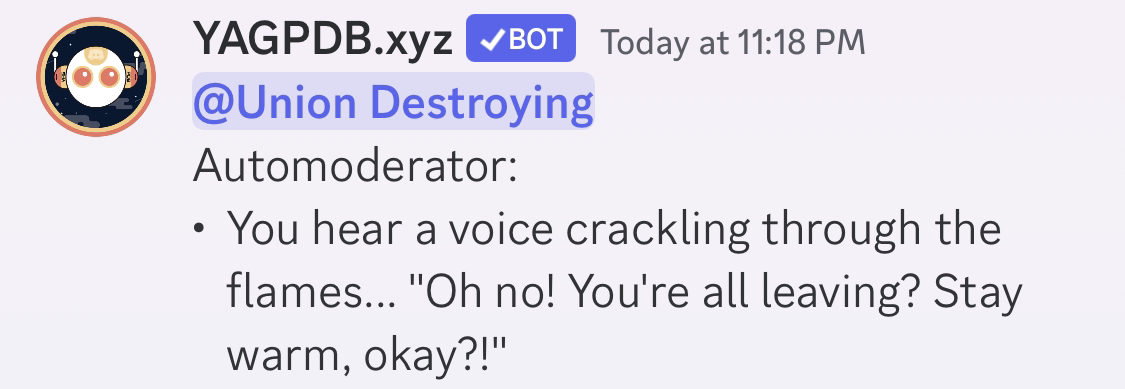 YAGPDB.xyz ✓BOT Today at 11:18 PM
@Union Destroying
Automoderator:
• You hear a voice crackling through the
flames... "Oh no! You're all leaving? Stay
warm, okay?!"